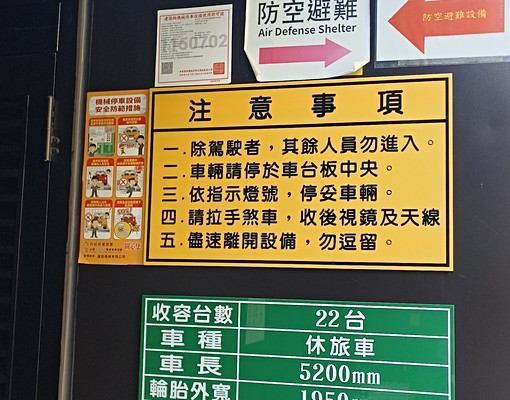 1150702
防空避難
Air Defense Shelter
防空避難設備
機械停車設備
安全防範措施
注意事項
一．除駕駛者，其餘人員勿進入。
二．車輛請停於車台板中央。
三．依指示燈號，停妥車輛。
四．請拉手煞車，收後視鏡及天線
五．儘速離開設備，勿逗留。
收容台數 22台
車種 休旅車
車長 5200mm
輪胎外寬 1950mm